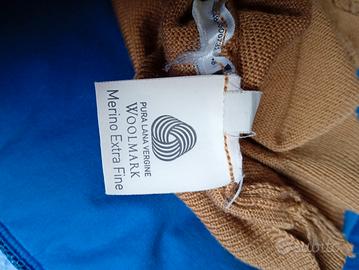 PURA LANA VERGINE
WOOLMARK
Merino Extra Fine